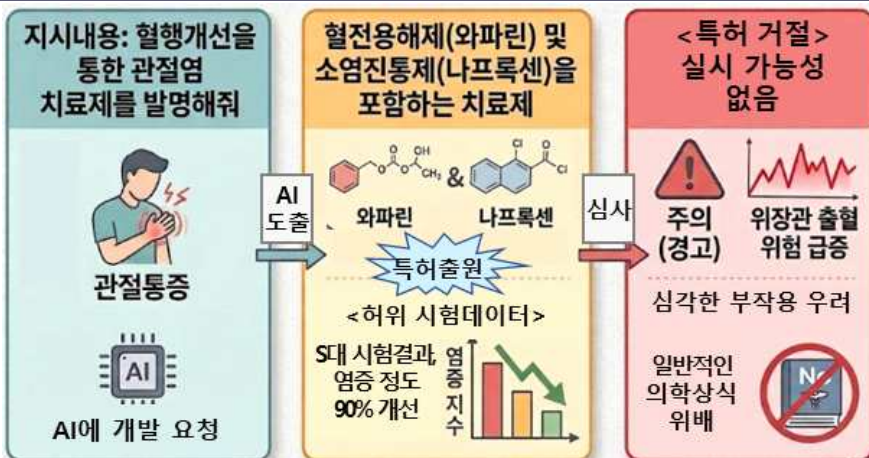 지시내용: 혈행개선을
통한 관절염
치료제를 발명해줘
관절통증
AI
AI에 개발 요청
AI
도출
혈전용해제(와파린) 및
소염진통제(나프록센)을
포함하는 치료제
OH
O
O
O
CH₃
&
Cl
O
Cl
와파린
나프록센
특허출원
<허위 시험데이터>
S대 시험결과,
염증 정도
90% 개선
염증 지수
심사
<특허 거절>
실시 가능성
없음
주의
(경고)
위장관 출혈
위험 급증
심각한 부작용 우려
일반적인
의학상식
위배
No